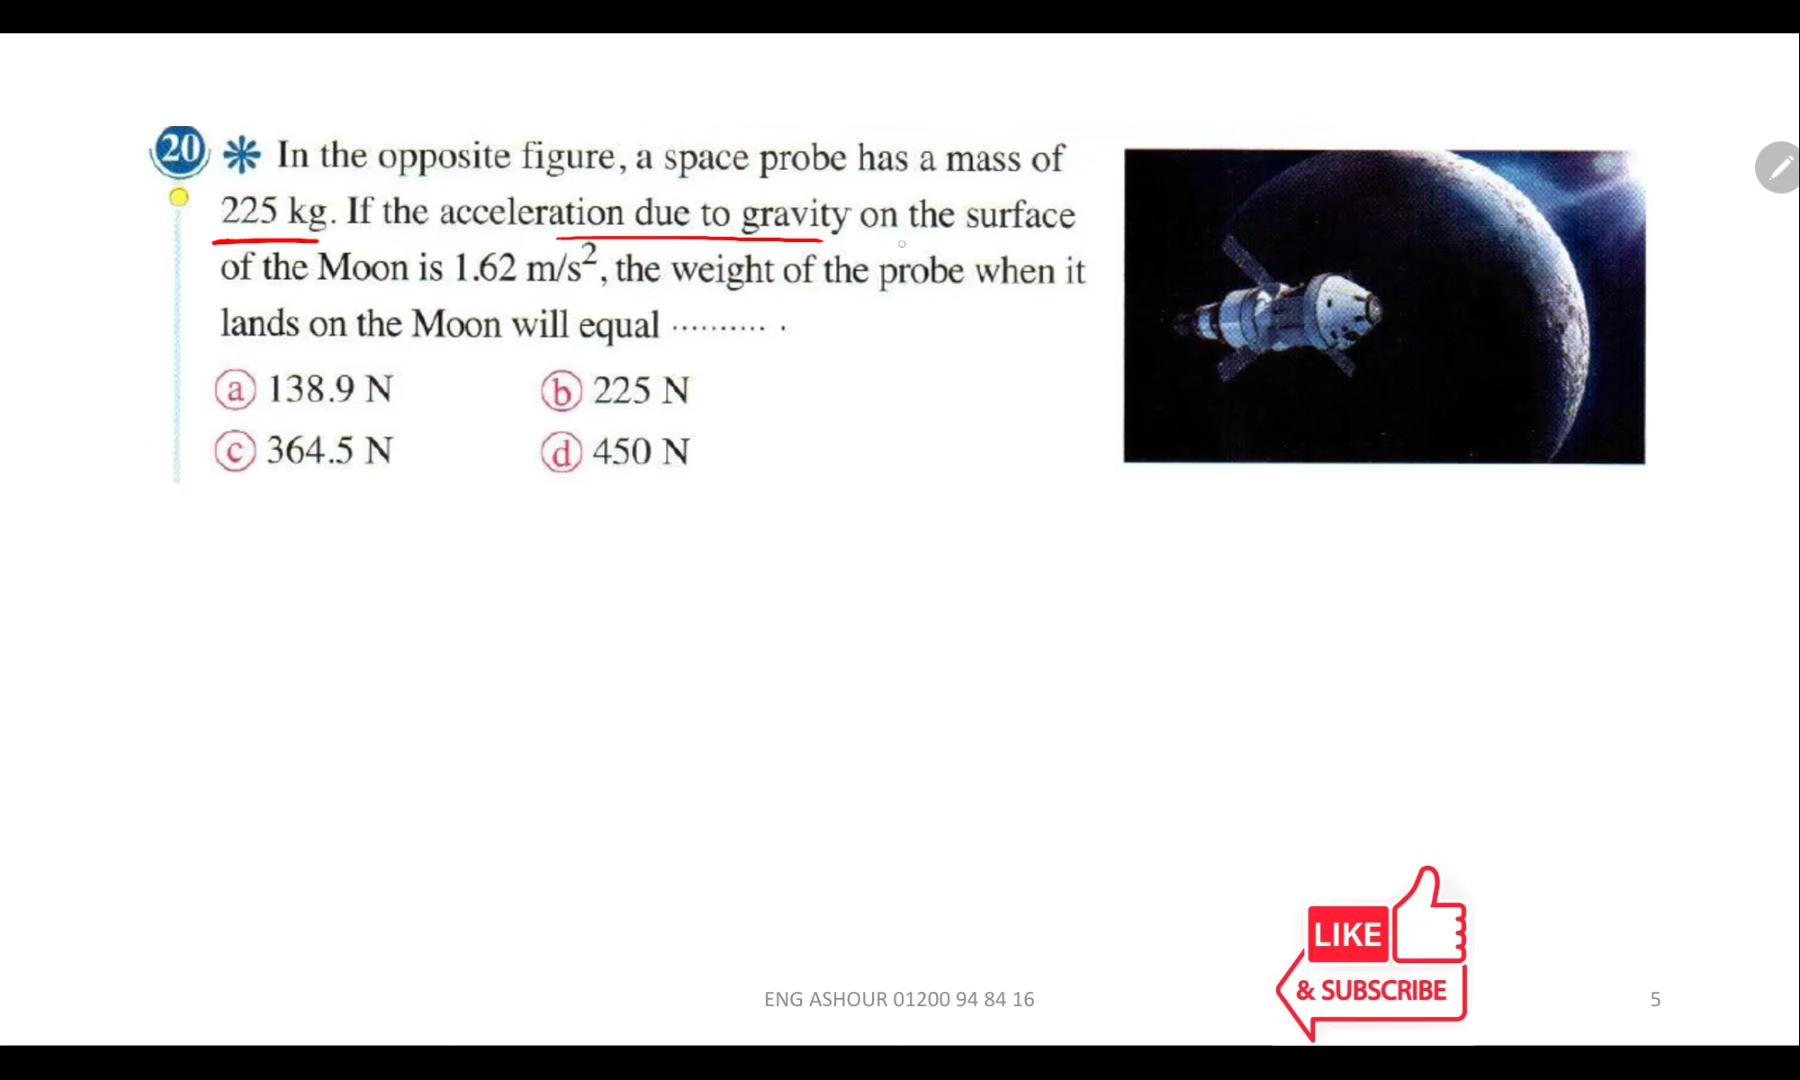 20 * In the opposite figure, a space probe has a mass of
225 kg. If the acceleration due to gravity on the surface
of the Moon is 1.62 m/s², the weight of the probe when it
lands on the Moon will equal .......... .
a 138.9 N b 225 N
c 364.5 N d 450 N
LIKE
& SUBSCRIBE
ENG ASHOUR 01200 94 84 16
5